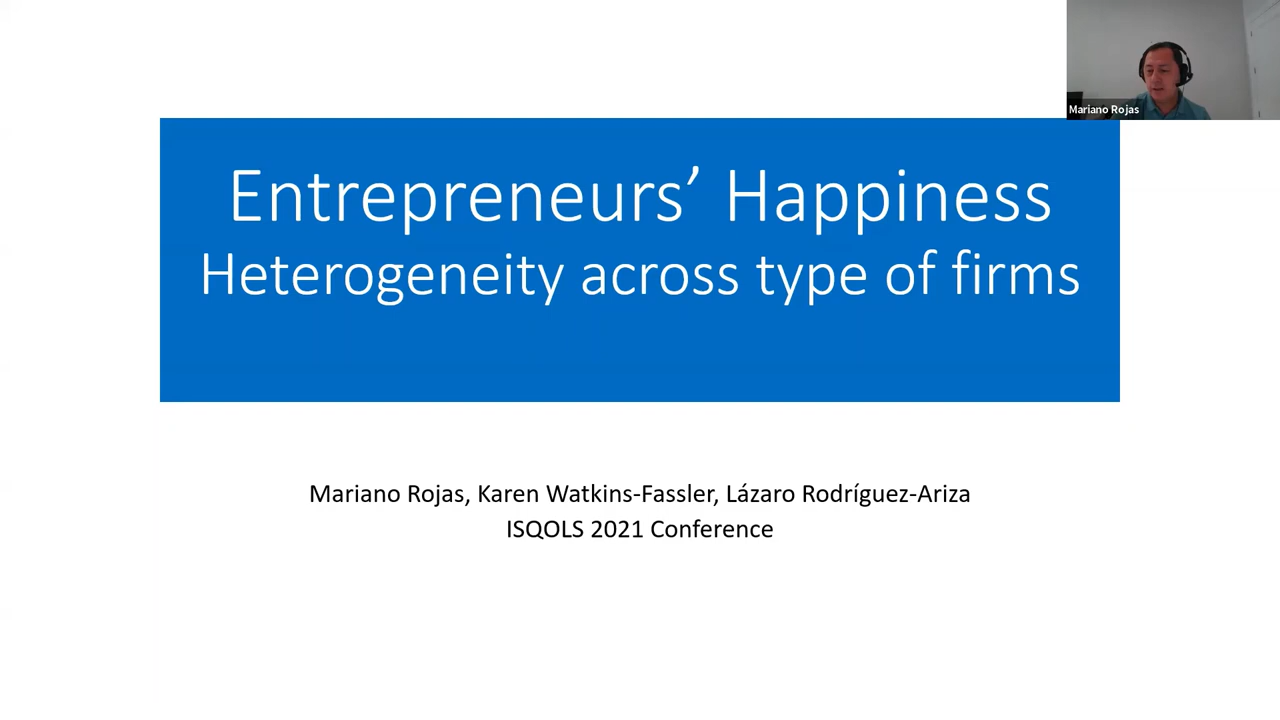 Mariano Rojas
Entrepreneurs’ Happiness
Heterogeneity across type of firms
Mariano Rojas, Karen Watkins-Fassler, Lázaro Rodríguez-Ariza
ISQOLS 2021 Conference